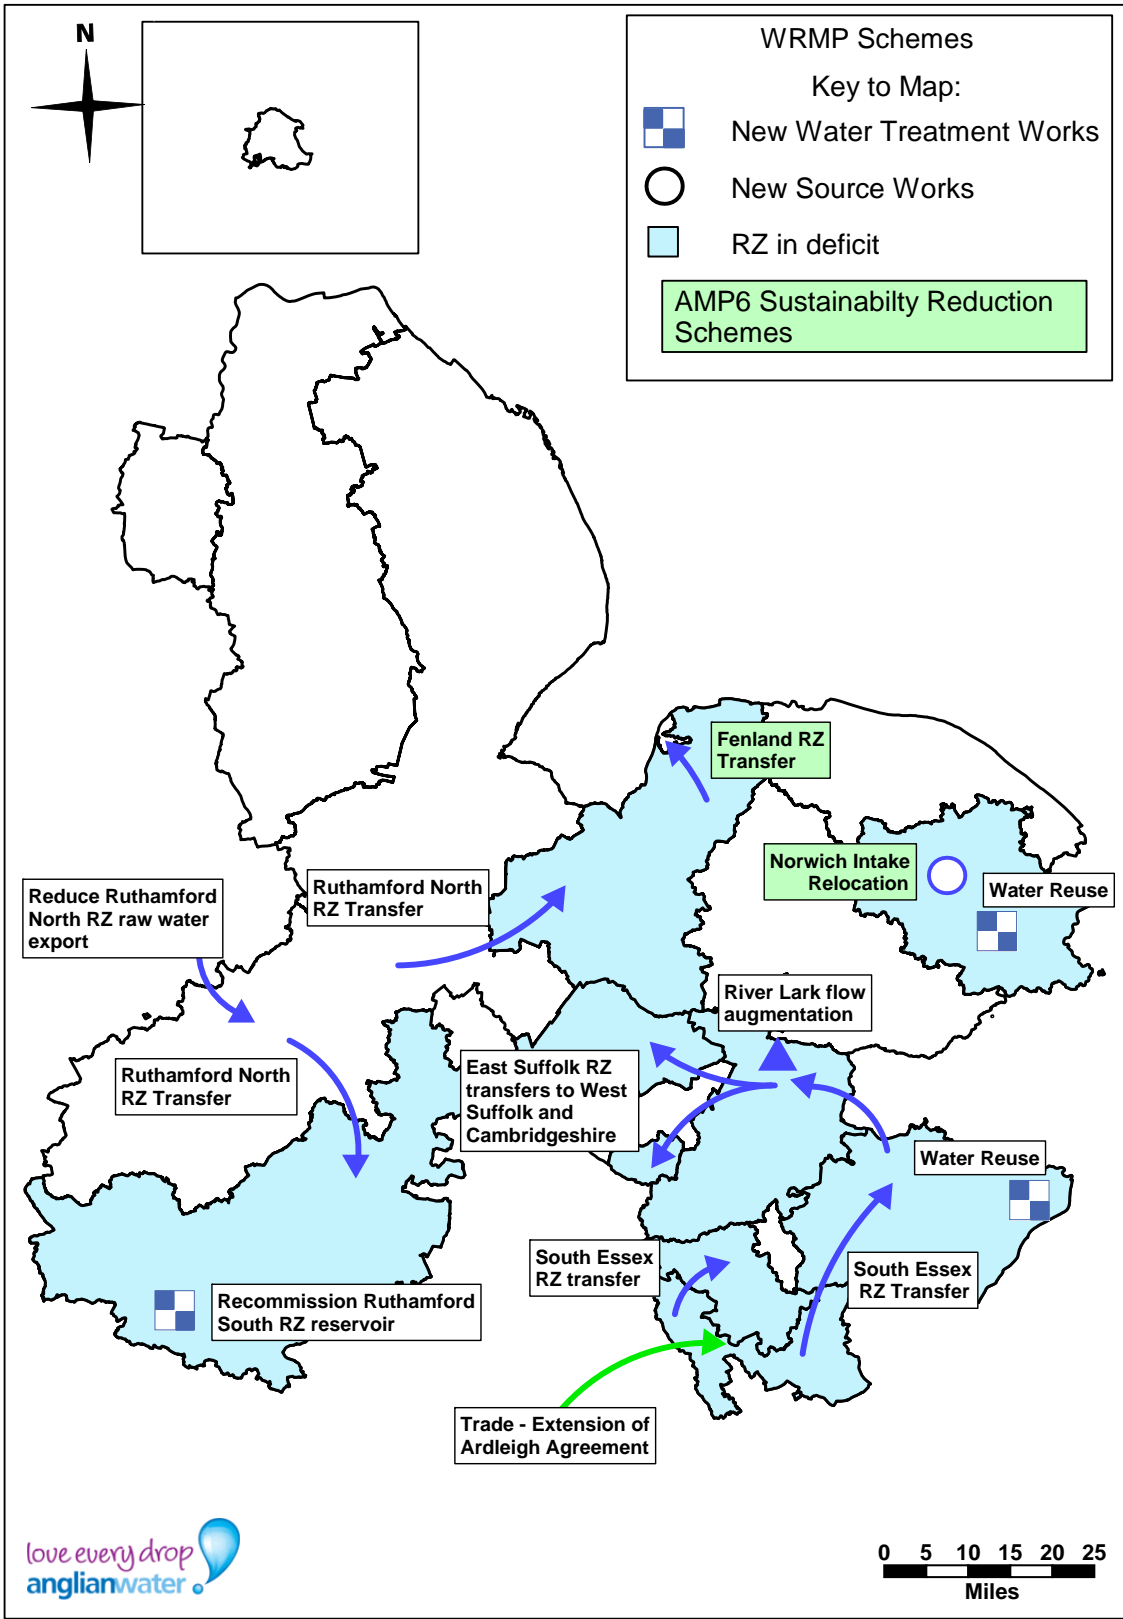 N
WRMP Schemes
Key to Map:
New Water Treatment Works
New Source Works
RZ in deficit
AMP6 Sustainabilty Reduction
Schemes
Fenland RZ
Transfer
Norwich Intake
Relocation
Water Reuse
Ruthamford North
RZ Transfer
Reduce Ruthamford
North RZ raw water
export
River Lark flow
augmentation
Ruthamford North
RZ Transfer
East Suffolk RZ
transfers to West
Suffolk and
Cambridgeshire
Water Reuse
South Essex
RZ transfer
South Essex
RZ Transfer
Recommission Ruthamford
South RZ reservoir
Trade - Extension of
Ardleigh Agreement
love every drop
anglianwater
0 5 10 15 20 25
Miles